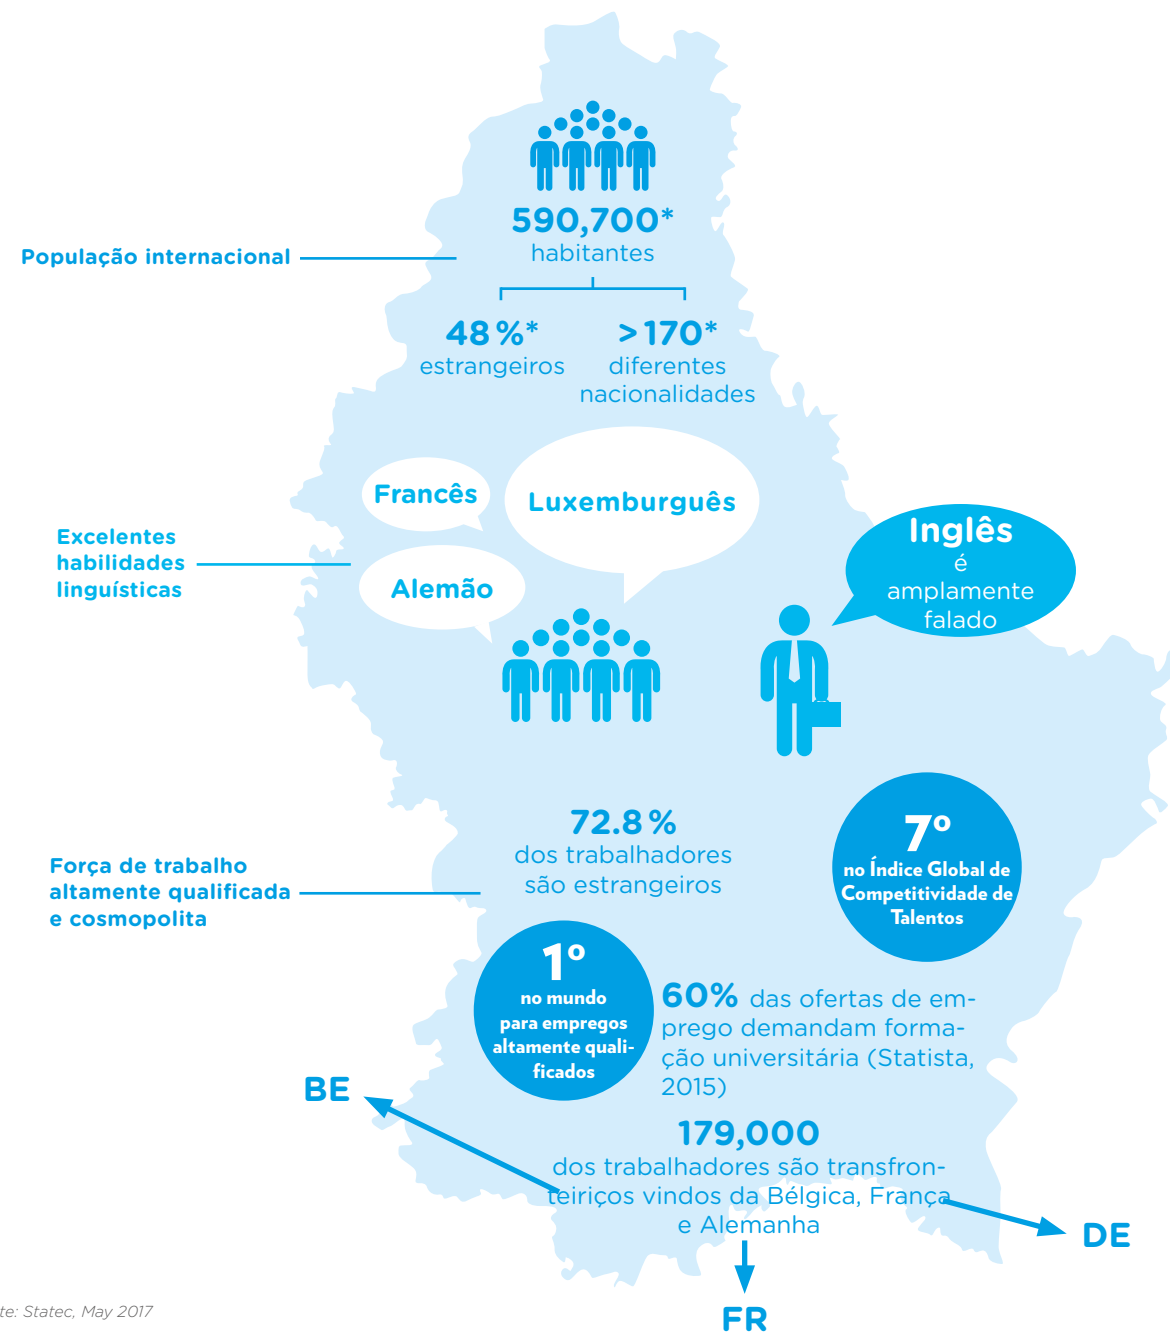 590,700*
habitantes
População internacional
48%*
estrangeiros
>170*
diferentes
nacionalidades
Francês
Luxemburguês
Alemão
Inglês
é
amplamente
falado
Excelentes
habilidades
linguísticas
72.8%
dos trabalhadores
são estrangeiros
7º
no Índice Global de
Competitividade de
Talentos
Força de trabalho
altamente qualificada
e cosmopolita
1º
no mundo
para empregos
altamente quali-
ficados
60% das ofertas de em-
prego demandam forma-
ção universitária (Statista,
2015)
BE
179,000
dos trabalhadores são transfron-
teiriços vindos da Bélgica, França
e Alemanha
DE
FR
te: Statec, May 2017